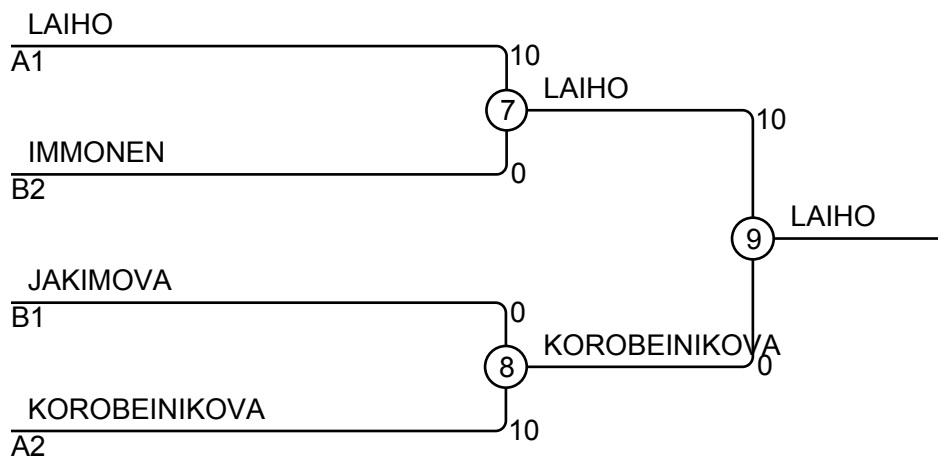 LAIHO
A1
10
7
LAIHO
10
IMMONEN
B2
0
9
LAIHO
JAKIMOVA
B1
0
8
KOROBEINIKOVA
0
KOROBEINIKOVA
A2
10